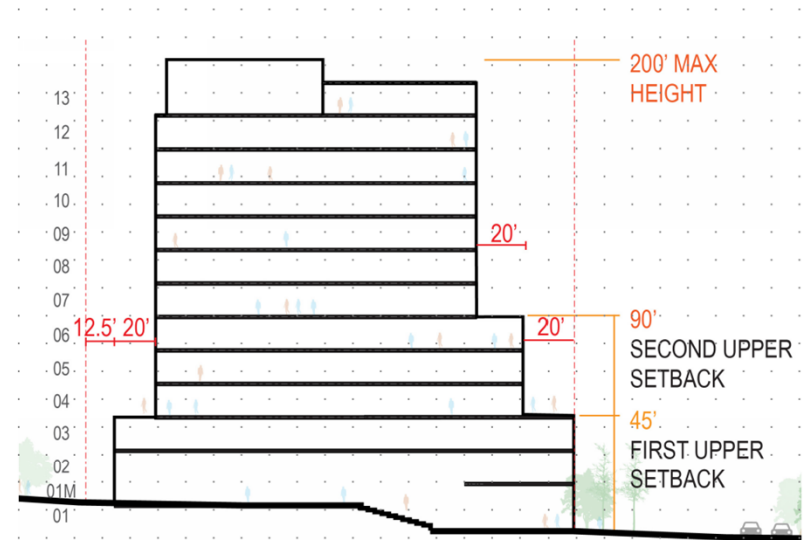 200' MAX
HEIGHT
13
12
11
10
09
20'
08
07
12.5' 20'
06
20'
90'
SECOND UPPER
SETBACK
05
04
45'
FIRST UPPER
SETBACK
03
02
01M
01